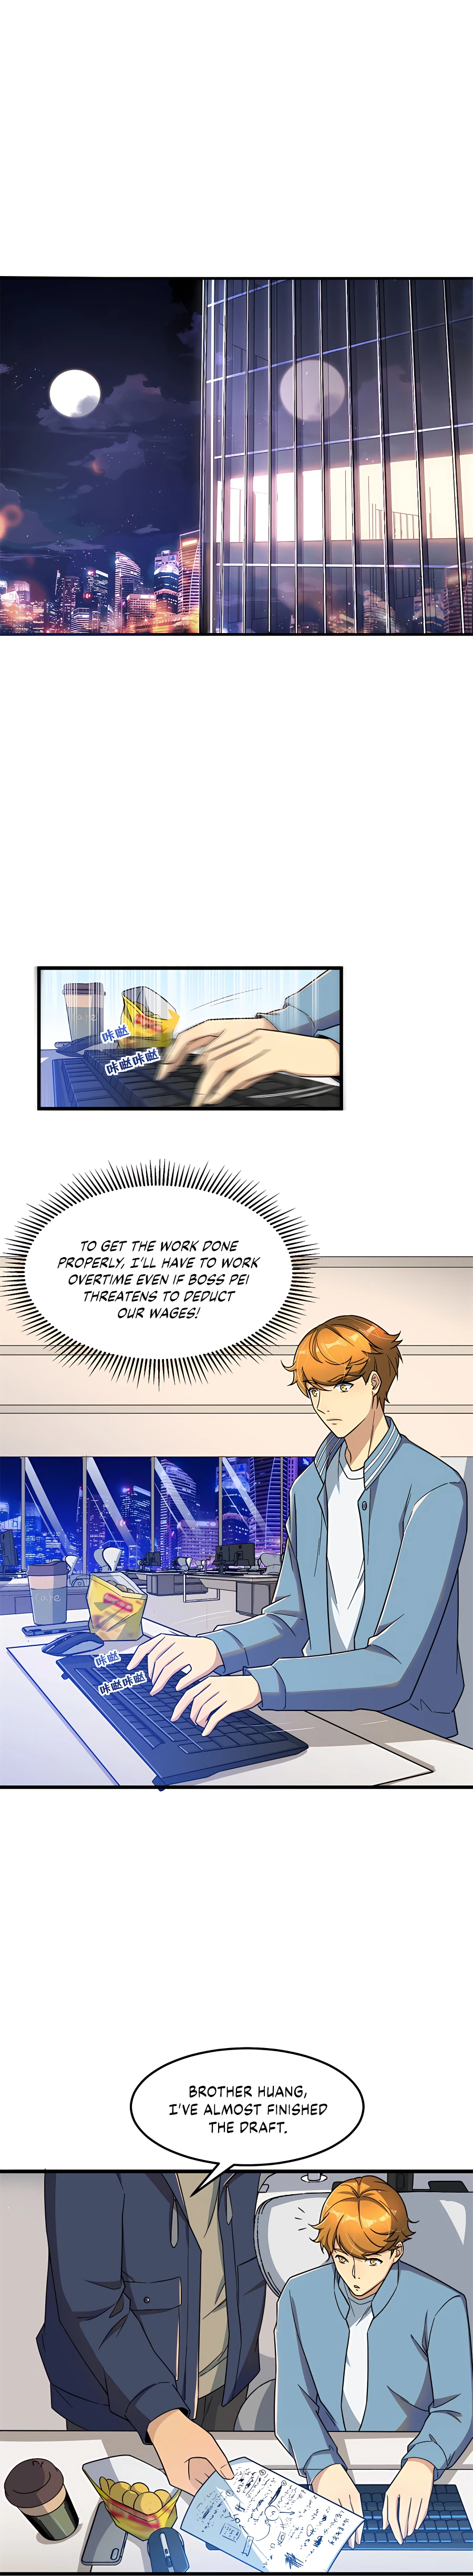 咔哒
咔哒咔哒
TO GET THE WORK DONE
PROPERLY, I'LL HAVE TO WORK
OVERTIME EVEN IF BOSS PEI
THREATENS TO DEDUCT
OUR WAGES!
咔哒
咔哒咔哒
BROTHER HUANG,
I'VE ALMOST FINISHED
THE DRAFT.